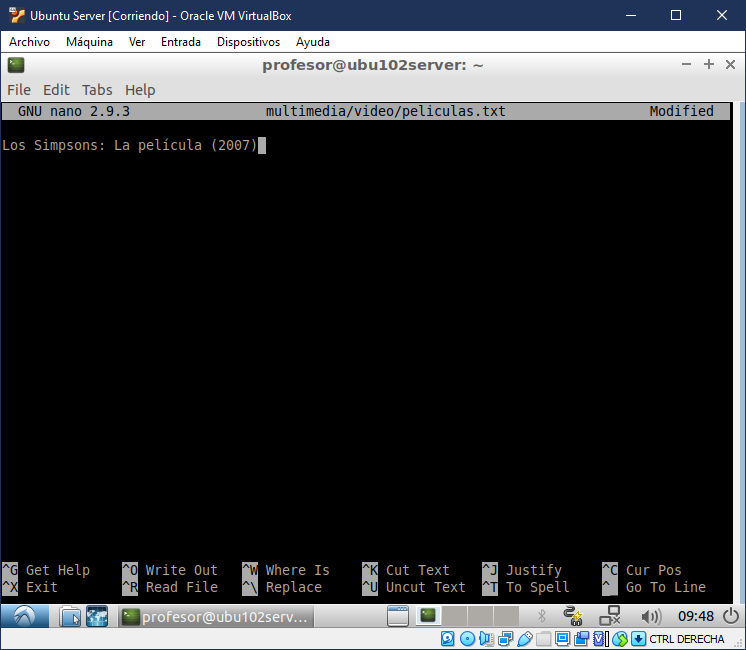 Ubuntu Server [Corriendo] - Oracle VM VirtualBox
Archivo Máquina Ver Entrada Dispositivos Ayuda
profesor@ubu102server: ~
File Edit Tabs Help
GNU nano 2.9.3 multimedia/video/peliculas.txt Modified
Los Simpsons: La película (2007)
^G Get Help ^O Write Out ^W Where Is ^K Cut Text ^J Justify ^C Cur Pos
^X Exit ^R Read File ^\ Replace ^U Uncut Text ^T To Spell ^_ Go To Line
profesor@ubu102serv... 09:48
CTRL DERECHA